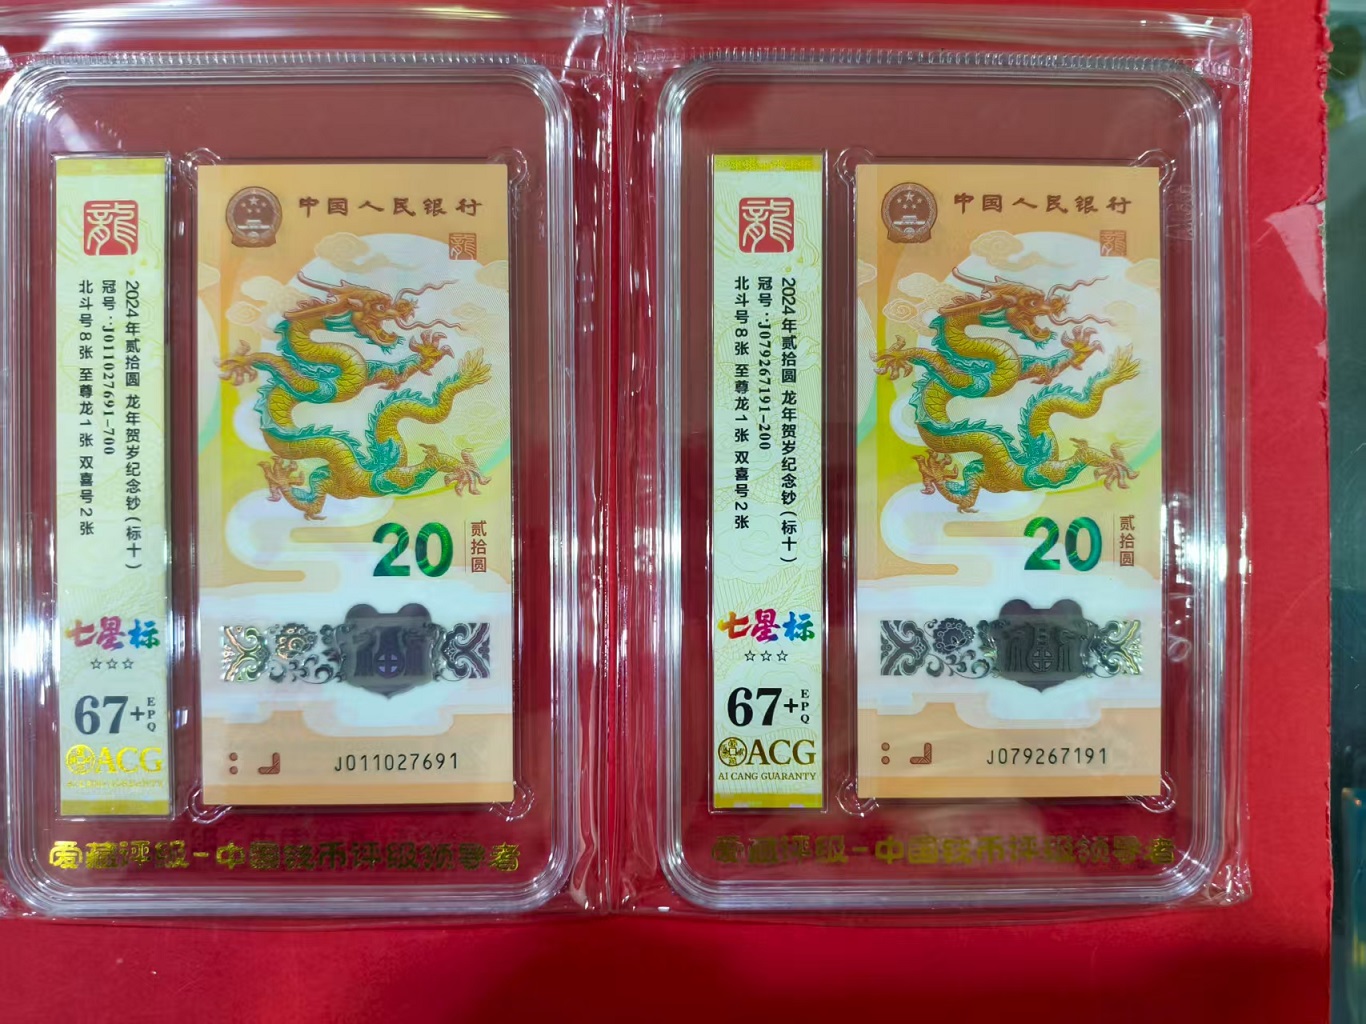 龍
2024年贰拾圆 龙年贺岁纪念钞(标十)
冠号:J011027691-700
北斗号8张 至尊龙1张 双喜号2张
七星标
☆☆☆
67+
EPQ
ACG
AI CANG GUARANTY
中国人民银行
龍
20
贰拾圆
J011027691
爱藏评级-中国钱币评级领导者
龍
2024年贰拾圆 龙年贺岁纪念钞(标十)
冠号:J079267191-200
北斗号8张 至尊龙1张 双喜号2张
七星标
☆☆☆
67+
EPQ
ACG
AI CANG GUARANTY
中国人民银行
龍
20
贰拾圆
J079267191
爱藏评级-中国钱币评级领导者